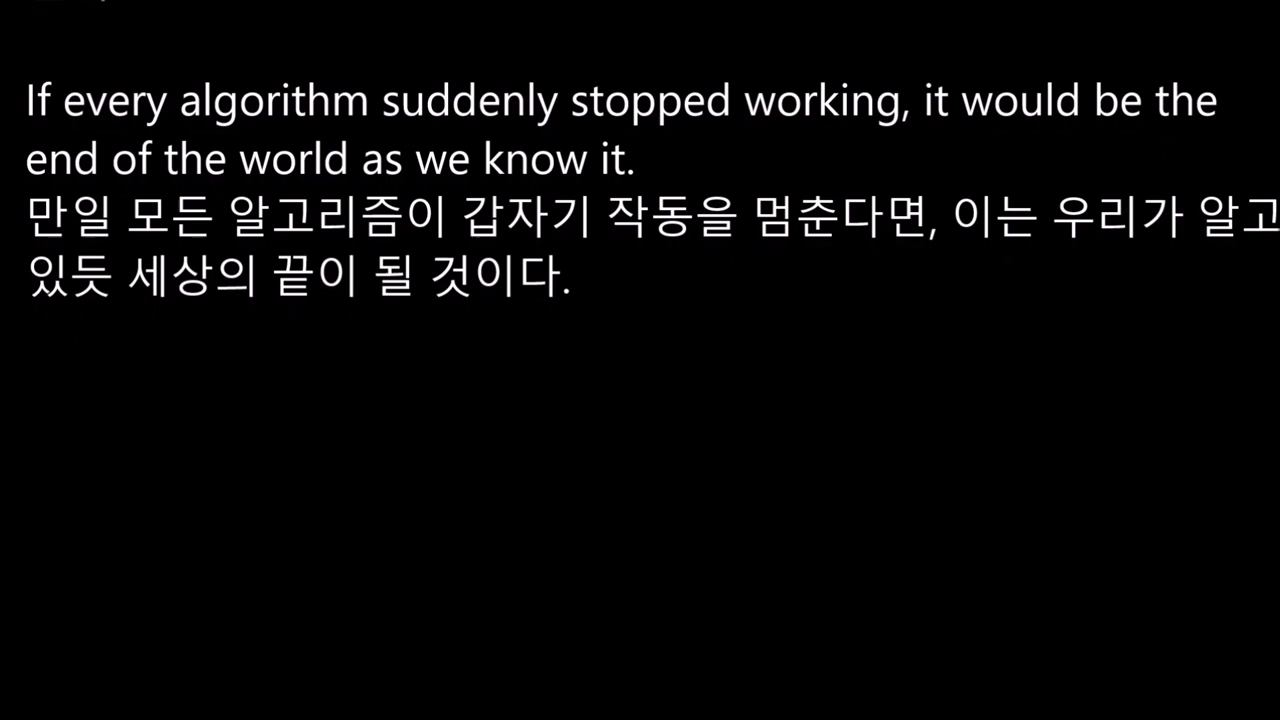 If every algorithm suddenly stopped working, it would be the
end of the world as we know it.
만일 모든 알고리즘이 갑자기 작동을 멈춘다면, 이는 우리가 알고
있듯 세상의 끝이 될 것이다.